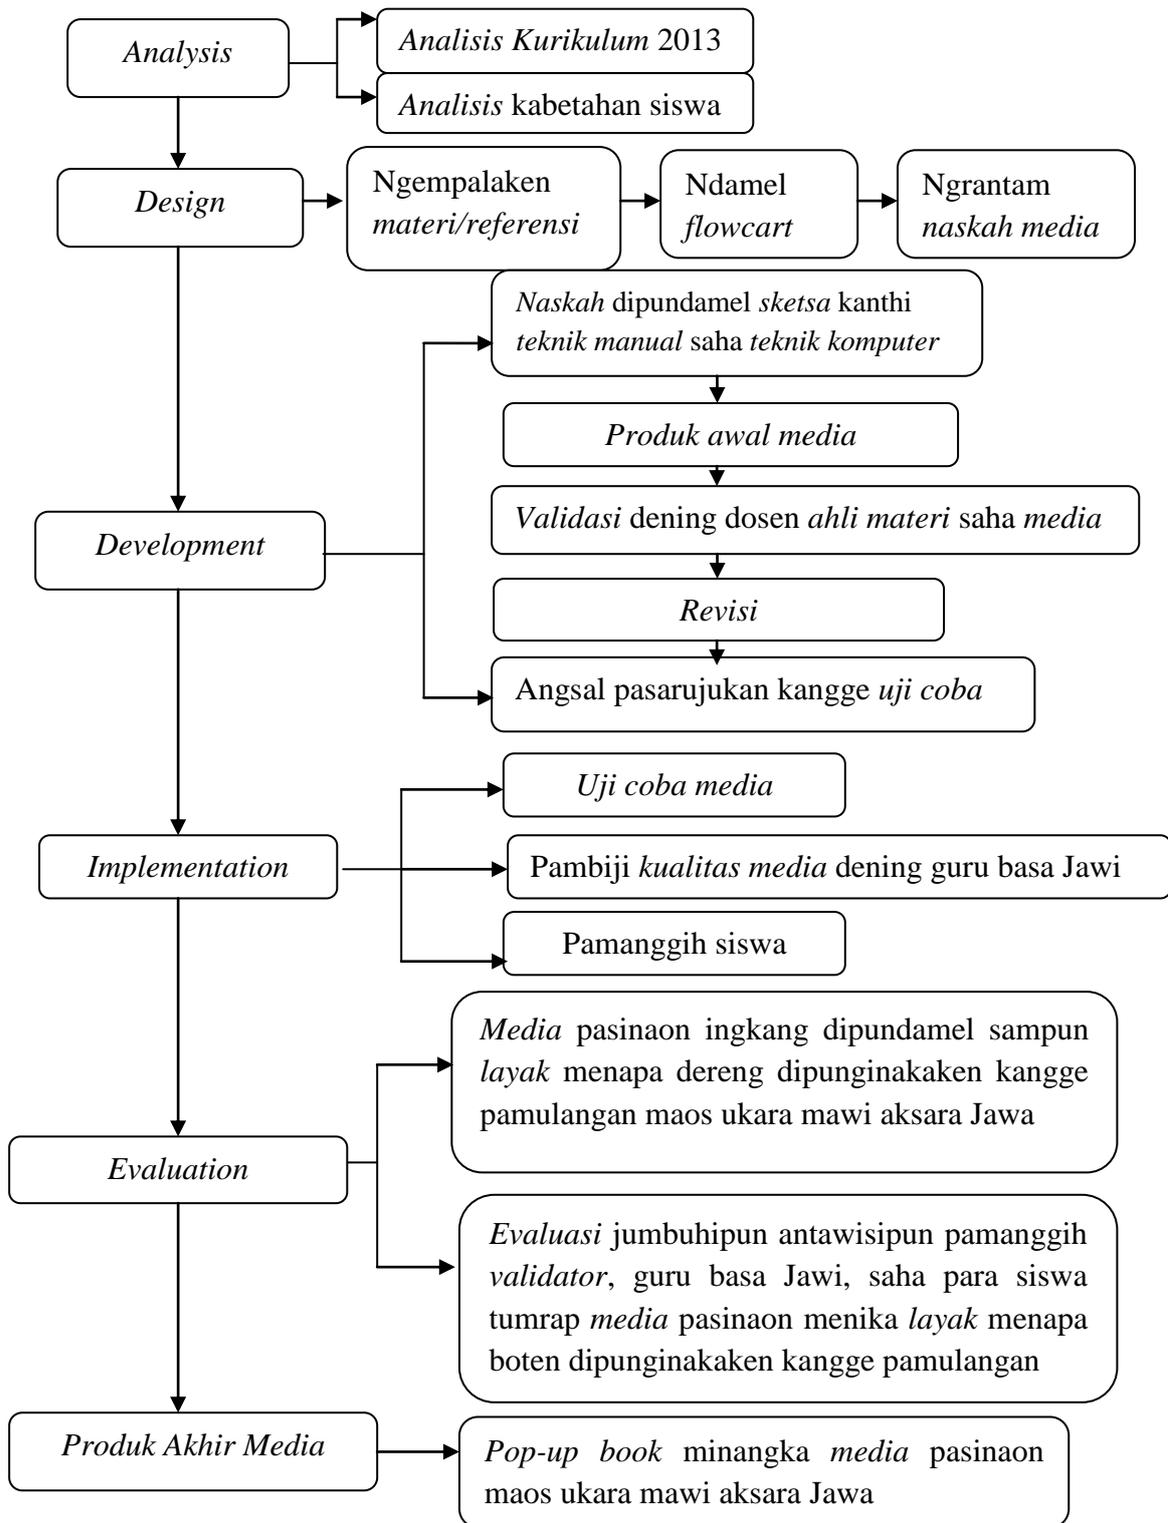 Analysis
Analisis Kurikulum 2013
Analisis kabetahan siswa
Design
Ngempalaken
materi/referensi
Ndamel
flowcart
Ngrantam
naskah media
Naskah dipundamel sketsa kanthi
teknik manual saha teknik komputer
Produk awal media
Validasi dening dosen ahli materi saha media
Development
Revisi
Angsal pasarujukan kangge uji coba
Uji coba media
Implementation
Pambiji kualitas media dening guru basa Jawi
Pamanggih siswa
Media pasinaon ingkang dipundamel sampun
layak menapa dereng dipunginakaken kangge
pamulangan maos ukara mawi aksara Jawa
Evaluation
Evaluasi jumbuhipun antawisipun pamanggih
validator, guru basa Jawi, saha para siswa
tumrap media pasinaon menika layak menapa
boten dipunginakaken kangge pamulangan
Produk Akhir Media
Pop-up book minangka media pasinaon
maos ukara mawi aksara Jawa